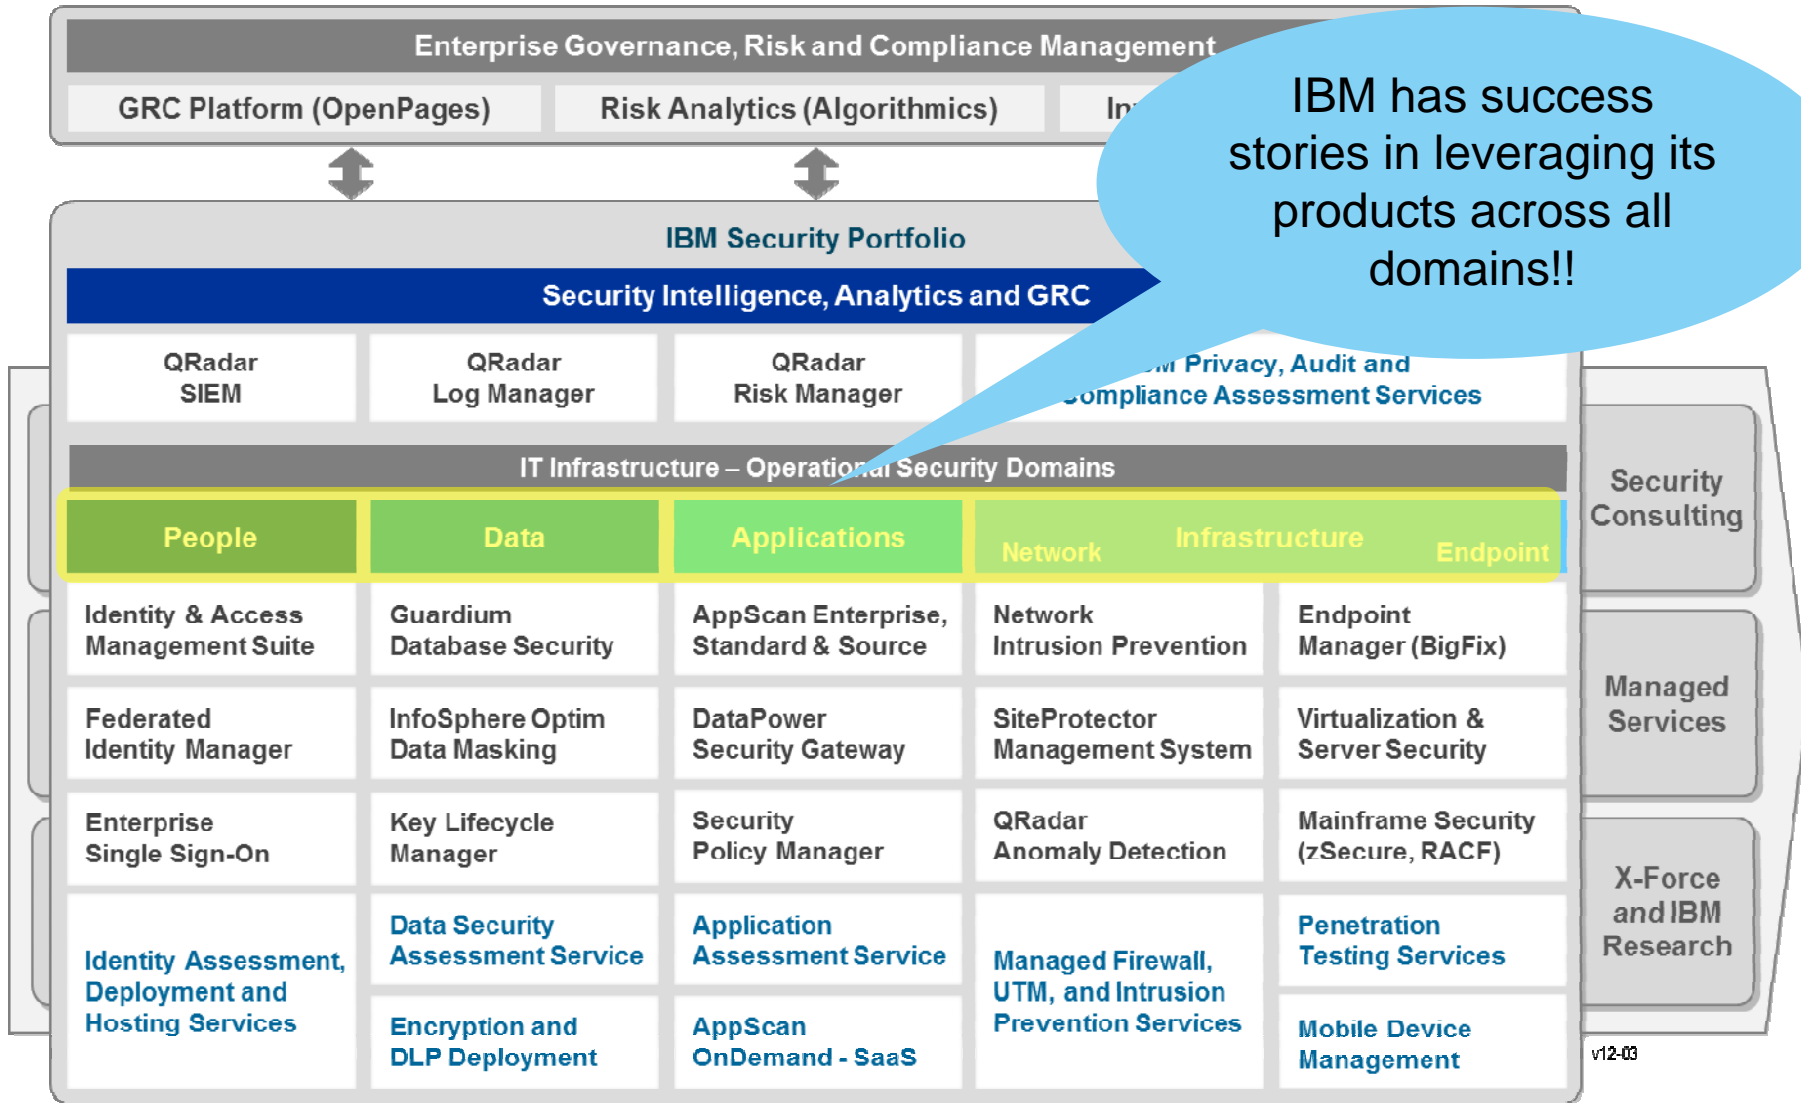 Enterprise Governance, Risk and Compliance Management
GRC Platform (OpenPages)
Risk Analytics (Algorithmics)
IBM has success
stories in leveraging its
products across all
domains!!
IBM Security Portfolio
Security Intelligence, Analytics and GRC
QRadar
SIEM
QRadar
Log Manager
QRadar
Risk Manager
Privacy, Audit and
Compliance Assessment Services
IT Infrastructure – Operational Security Domains
People
Data
Applications
Infrastructure
Network
Endpoint
Identity & Access
Management Suite
Guardium
Database Security
AppScan Enterprise,
Standard & Source
Network
Intrusion Prevention
Endpoint
Manager (BigFix)
Federated
Identity Manager
InfoSphere Optim
Data Masking
DataPower
Security Gateway
SiteProtector
Management System
Virtualization &
Server Security
Enterprise
Single Sign-On
Key Lifecycle
Manager
Security
Policy Manager
QRadar
Anomaly Detection
Mainframe Security
(zSecure, RACF)
Identity Assessment,
Deployment and
Hosting Services
Data Security
Assessment Service
Encryption and
DLP Deployment
Application
Assessment Service
AppScan
OnDemand - SaaS
Managed Firewall,
UTM, and Intrusion
Prevention Services
Penetration
Testing Services
Mobile Device
Management
Security
Consulting
Managed
Services
X-Force
and IBM
Research
v12-03